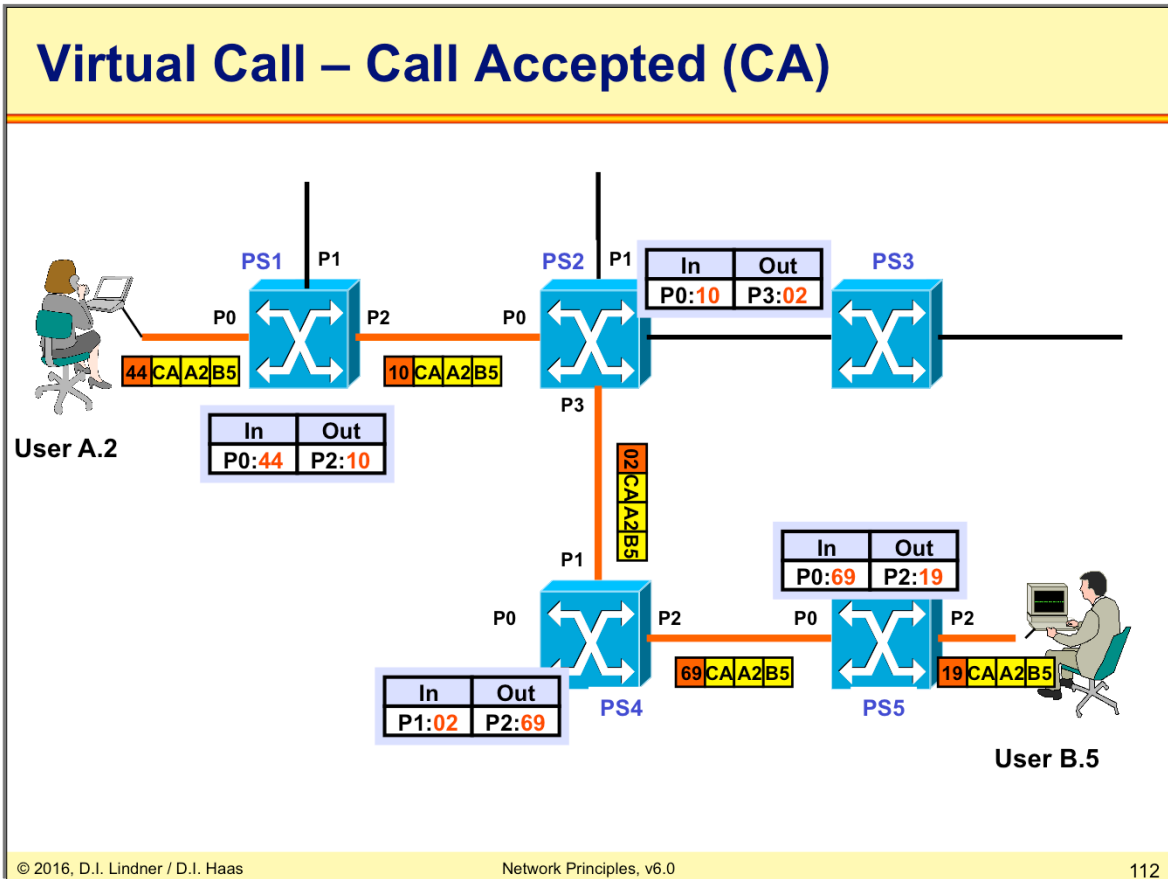 Virtual Call – Call Accepted (CA)
PS1 P1
PS2 P1
In Out
P0:10 P3:02
PS3
P0 P2 P0
44 CA A2 B5
10 CA A2 B5
P3
User A.2
In Out
P0:44 P2:10
02 CA A2 B5
P1
In Out
P0:69 P2:19
P0 P2 P0 P2
69 CA A2 B5
19 CA A2 B5
In Out
P1:02 P2:69
PS4
PS5
User B.5
© 2016, D.I. Lindner / D.I. Haas
Network Principles, v6.0
112